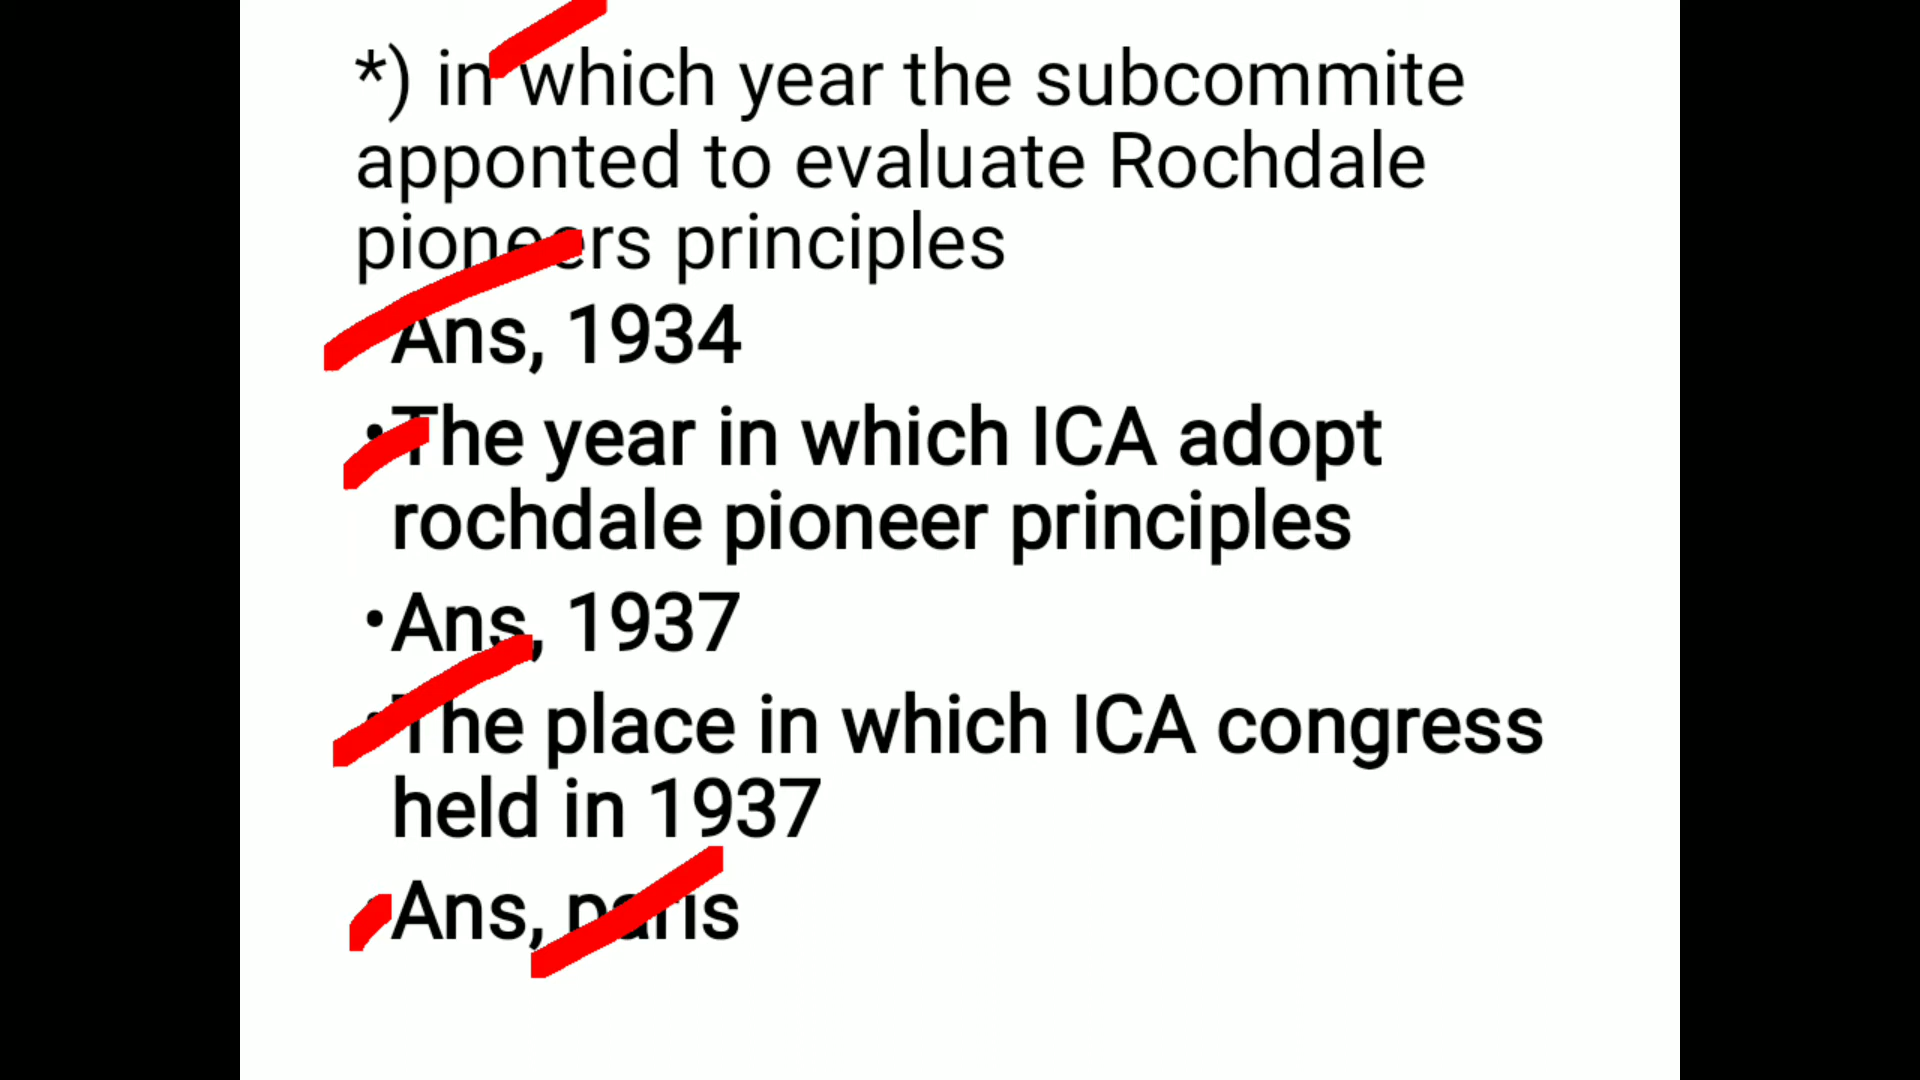 *) in which year the subcommite
apponted to evaluate Rochdale
pioneers principles
Ans, 1934
•The year in which ICA adopt
rochdale pioneer principles
•Ans, 1937
•The place in which ICA congress
held in 1937
Ans, paris